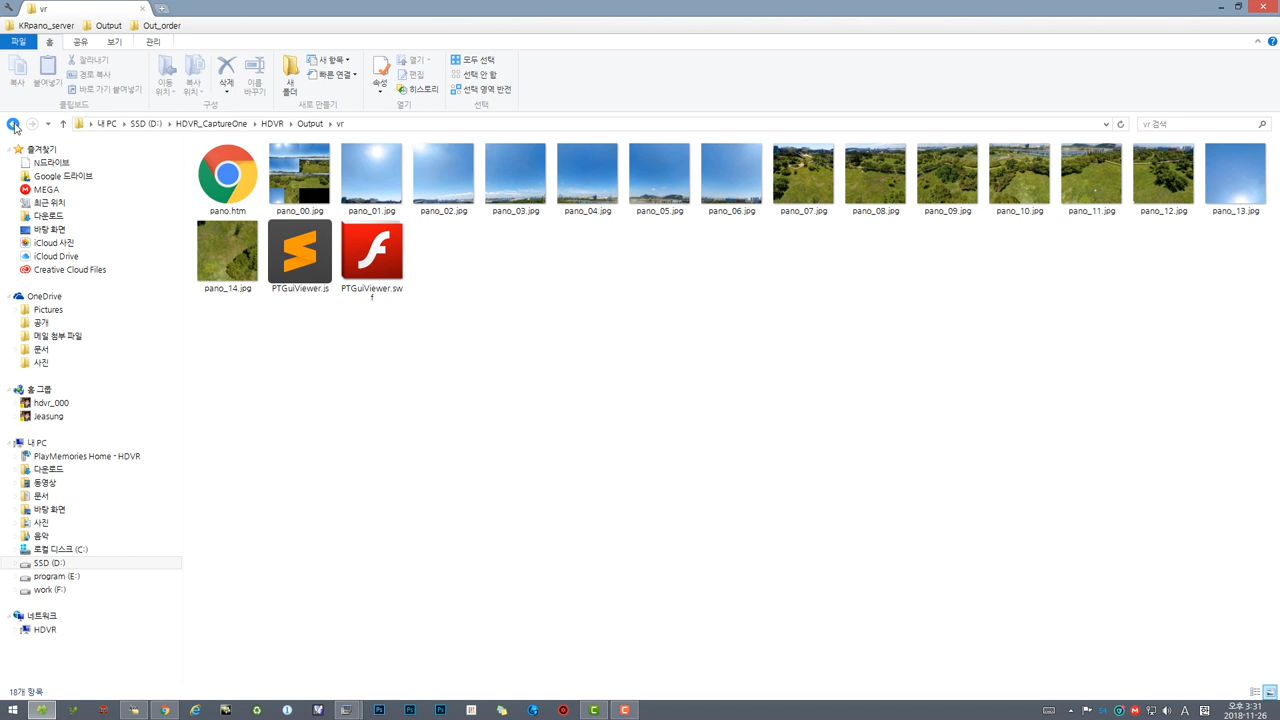 vr
KRpano_server
Output
Out_order
파일
홈
공유
보기
관리
복사
붙여넣기
잘라내기
경로 복사
바로 가기 붙여넣기
클립보드
이동 위치
복사 위치
삭제
이름 바꾸기
구성
새 폴더
새 항목
빠른 연결
새로 만들기
속성
열기
편집
히스토리
열기
모두 선택
선택 안 함
선택 영역 반전
선택
내 PC
SSD (D:)
HDVR_CaptureOne
HDVR
Output
vr
vr 검색
즐겨찾기
N드라이브
Google 드라이브
MEGA
최근 위치
다운로드
바탕 화면
iCloud 사진
iCloud Drive
Creative Cloud Files
OneDrive
Pictures
공개
메일 첨부 파일
문서
사진
홈 그룹
hdvr_000
Jeasung
내 PC
PlayMemories Home - HDVR
다운로드
동영상
문서
바탕 화면
사진
음악
로컬 디스크 (C:)
SSD (D:)
program (E:)
work (F:)
네트워크
HDVR
pano.htm
pano_00.jpg
pano_01.jpg
pano_02.jpg
pano_03.jpg
pano_04.jpg
pano_05.jpg
pano_06.jpg
pano_07.jpg
pano_08.jpg
pano_09.jpg
pano_10.jpg
pano_11.jpg
pano_12.jpg
pano_13.jpg
pano_14.jpg
PTGuiViewer.js
PTGuiViewer.sw
f
18개 항목
오후 3:31
2018-11-26